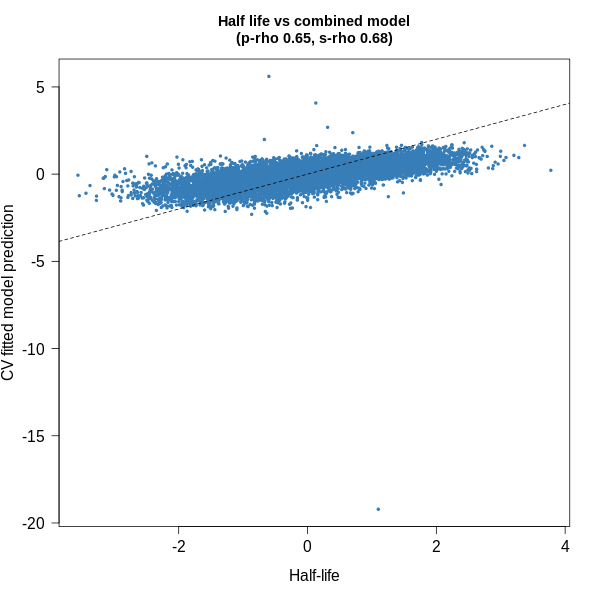 Half life vs combined model
(p-rho 0.65, s-rho 0.68)
5
0
-5
-10
-15
-20
CV fitted model prediction
-2
0
2
4
Half-life